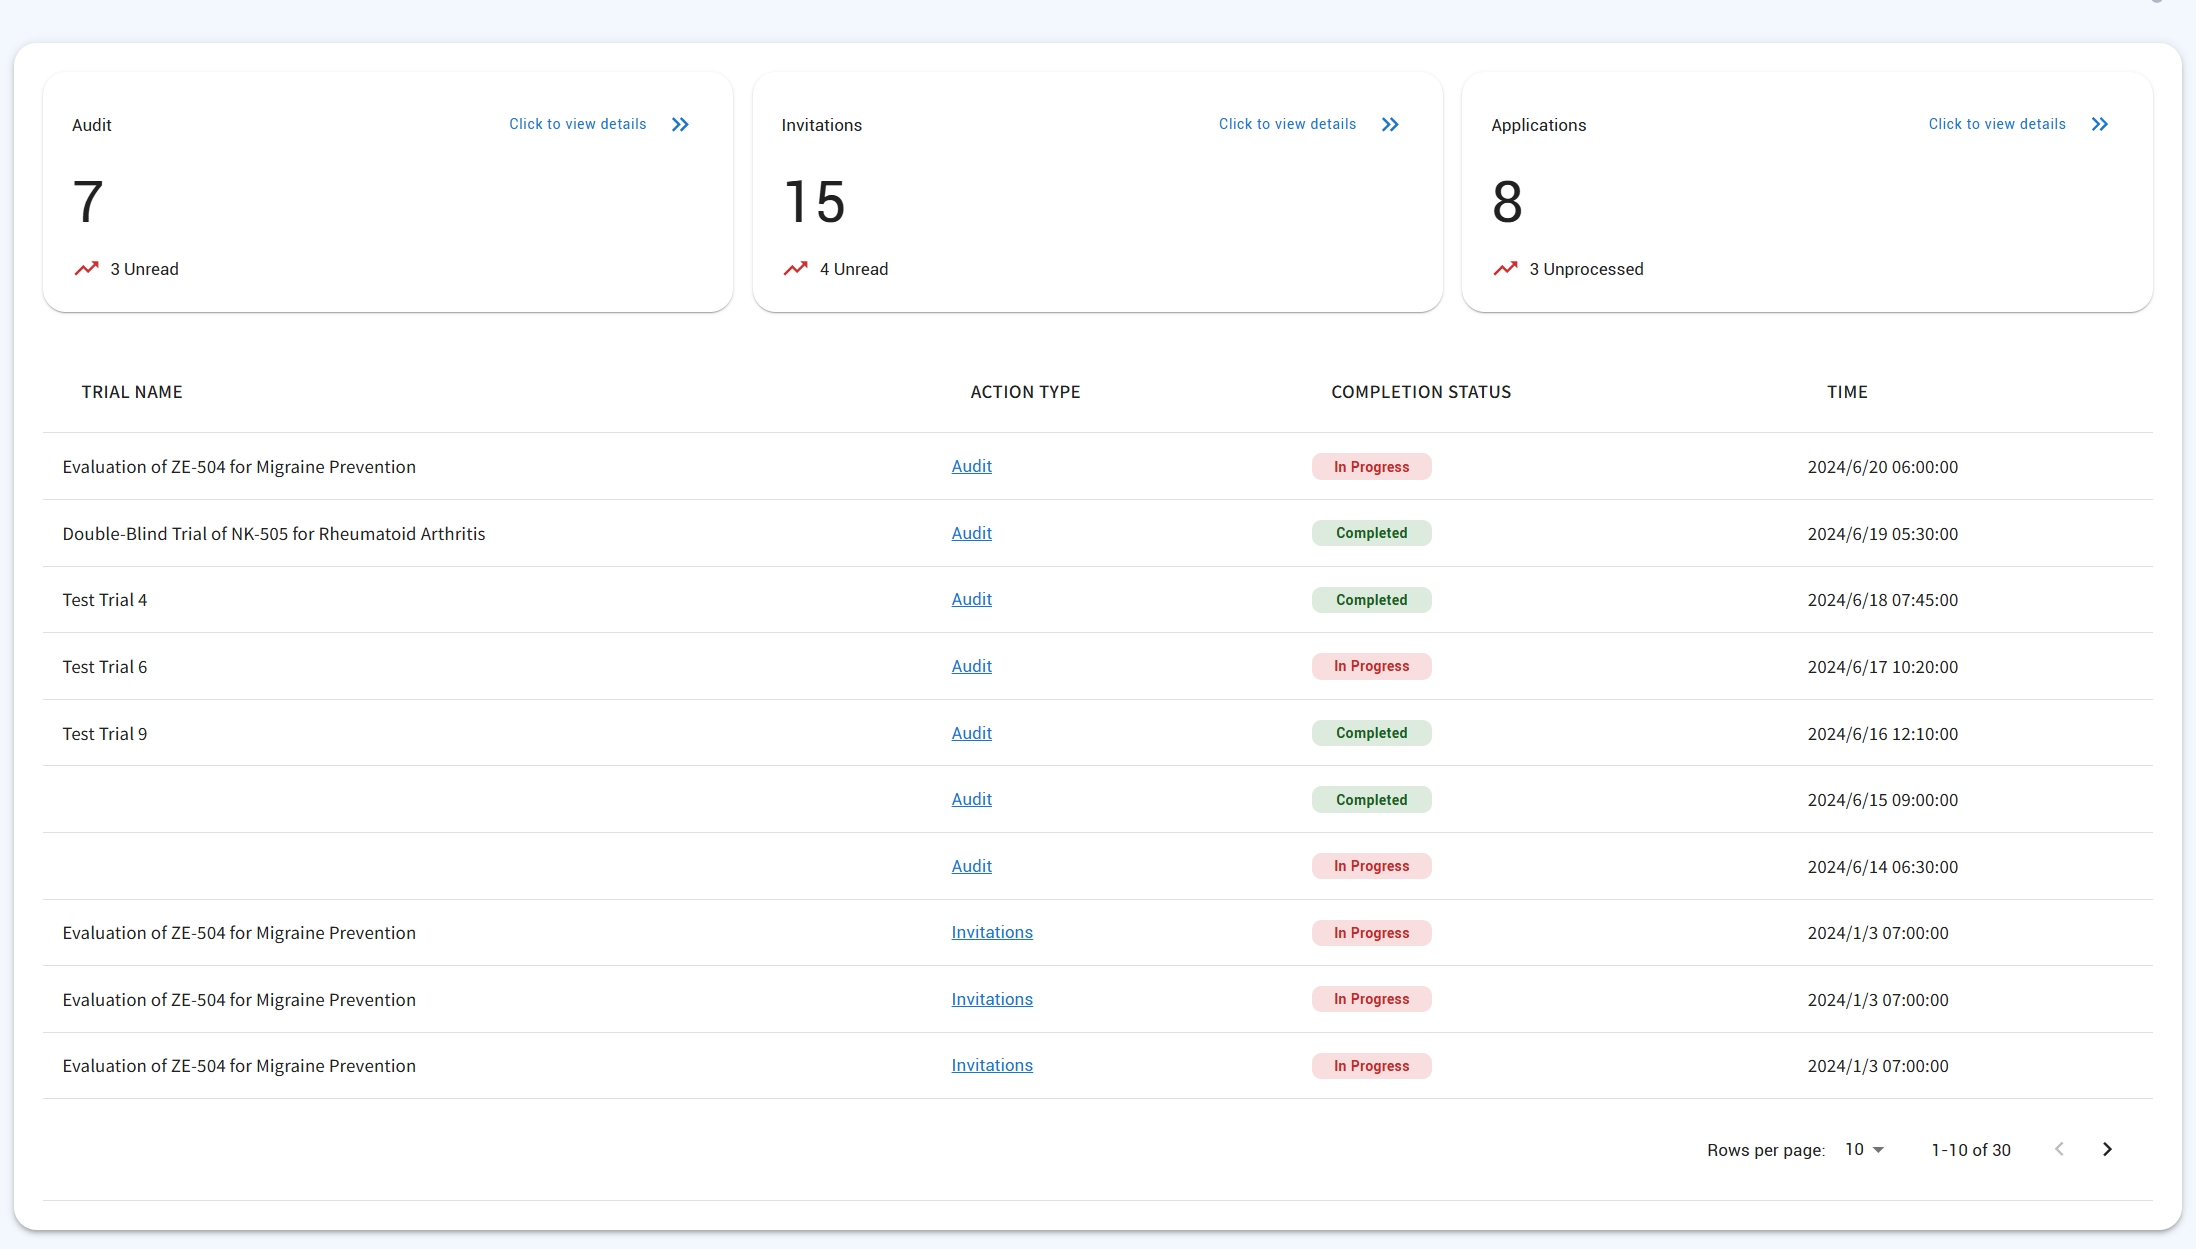 Audit Click to view details
7
3 Unread
Invitations Click to view details
15
4 Unread
Applications Click to view details
8
3 Unprocessed
TRIAL NAME ACTION TYPE COMPLETION STATUS TIME
Evaluation of ZE-504 for Migraine Prevention Audit In Progress 2024/6/20 06:00:00
Double-Blind Trial of NK-505 for Rheumatoid Arthritis Audit Completed 2024/6/19 05:30:00
Test Trial 4 Audit Completed 2024/6/18 07:45:00
Test Trial 6 Audit In Progress 2024/6/17 10:20:00
Test Trial 9 Audit Completed 2024/6/16 12:10:00
Audit Completed 2024/6/15 09:00:00
Audit In Progress 2024/6/14 06:30:00
Evaluation of ZE-504 for Migraine Prevention Invitations In Progress 2024/1/3 07:00:00
Evaluation of ZE-504 for Migraine Prevention Invitations In Progress 2024/1/3 07:00:00
Evaluation of ZE-504 for Migraine Prevention Invitations In Progress 2024/1/3 07:00:00
Rows per page: 10 1-10 of 30